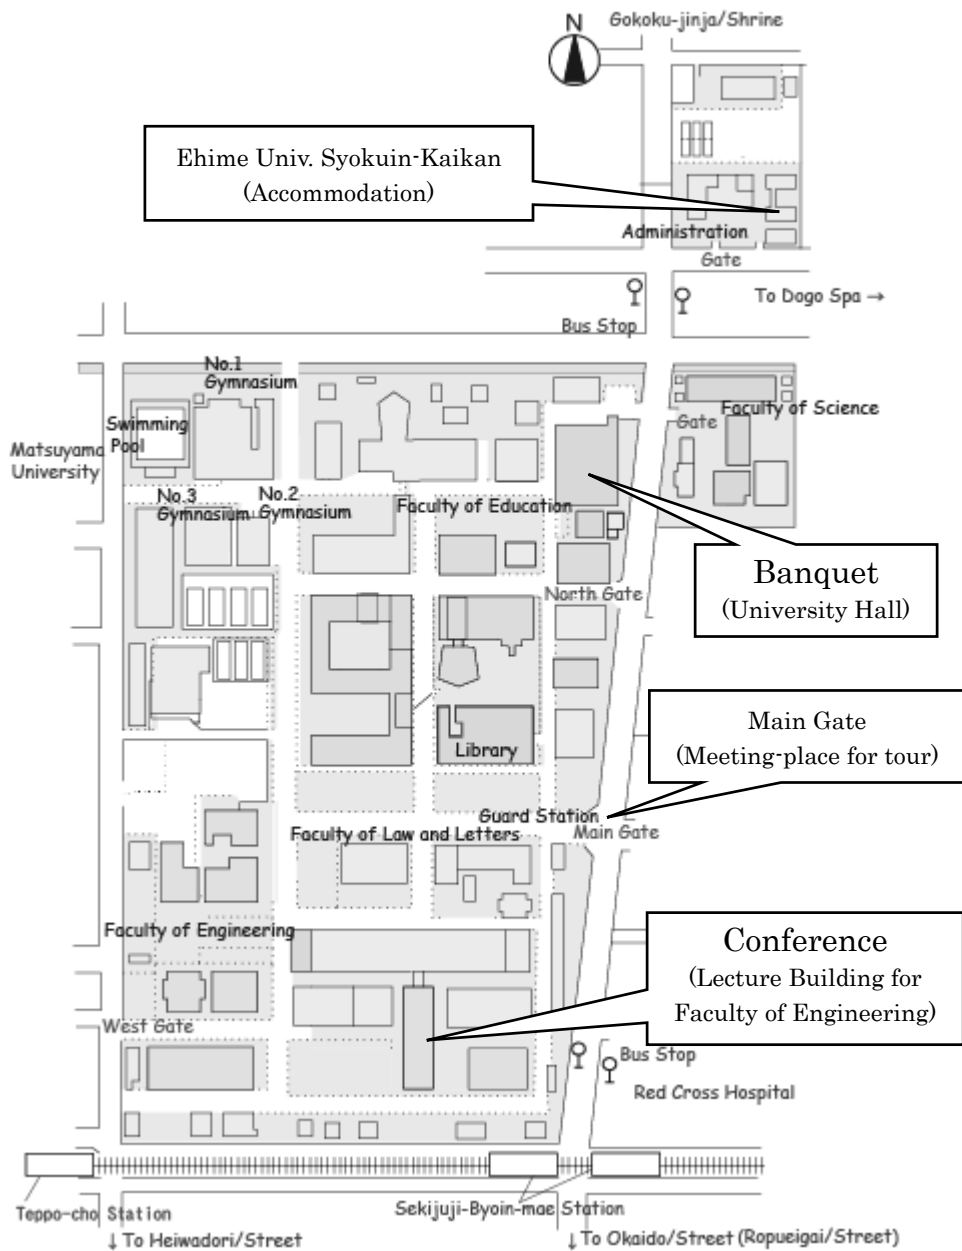 Gokoku-jinja/Shrine
N
Ehime Univ. Syokuin-Kaikan
(Accommodation)
Administration
Gate
To Dogo Spa →
Bus Stop
No.1
Gymnasium
Swimming
Pool
Faculty of Science
Gate
Matsuyama
University
No.3
Gymnasium
No.2
Gymnasium
Faculty of Education
Banquet
(University Hall)
North Gate
Main Gate
(Meeting-place for tour)
Library
Guard Station
Main Gate
Faculty of Law and Letters
Faculty of Engineering
Conference
(Lecture Building for
Faculty of Engineering)
West Gate
Bus Stop
Red Cross Hospital
Teppo-cho Station
Sekijuji-Byoin-mae Station
↓ To Heiwadori/Street
↓ To Okaido/Street (Ropueigai/Street)